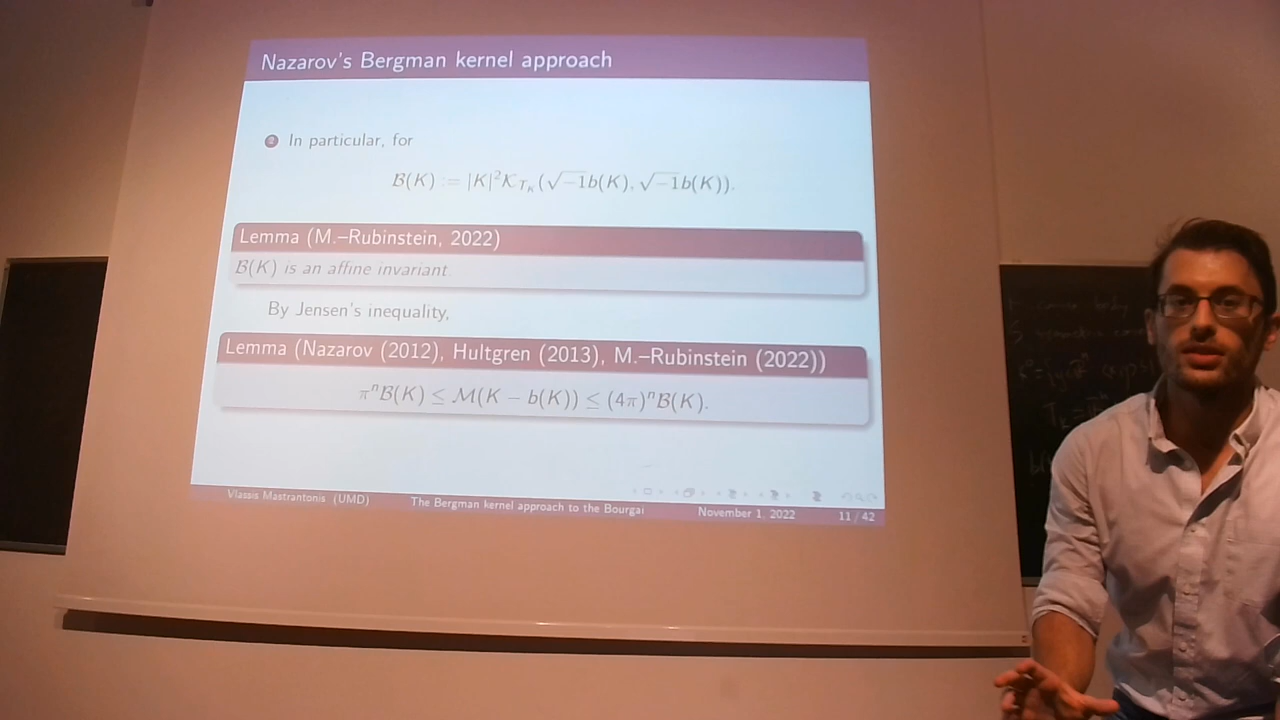 Nazarov's Bergman kernel approach
In particular, for
B(K) := |K|²K_{T_K}(√−1b(K), √−1b(K)).
Lemma (M.–Rubinstein, 2022)
B(K) is an affine invariant.
By Jensen's inequality,
Lemma (Nazarov (2012), Hultgren (2013), M.–Rubinstein (2022))
πⁿB(K) ≤ M(K − b(K)) ≤ (4π)ⁿB(K).
Vlassis Mastrantonis (UMD) The Bergman kernel approach to the Bourgai November 1, 2022 11 / 42